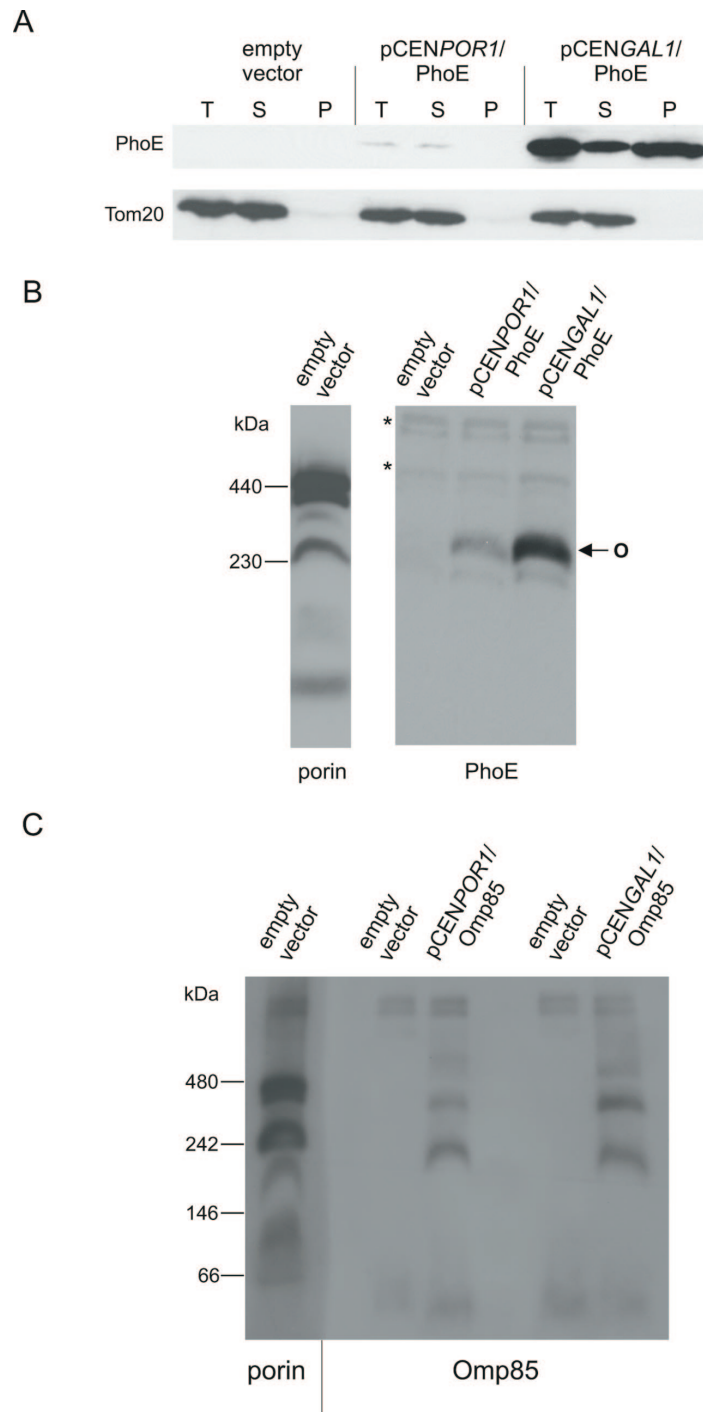 A
empty vector
pCENPOR1/ PhoE
pCENGAL1/ PhoE
T S P T S P T S P
PhoE
Tom20
B
empty vector
empty vector
pCENPOR1/ PhoE
pCENGAL1/ PhoE
kDa
*
*
440
230
O
porin
PhoE
C
empty vector
empty vector
pCENPOR1/ Omp85
empty vector
pCENGAL1/ Omp85
kDa
480
242
146
66
porin
Omp85